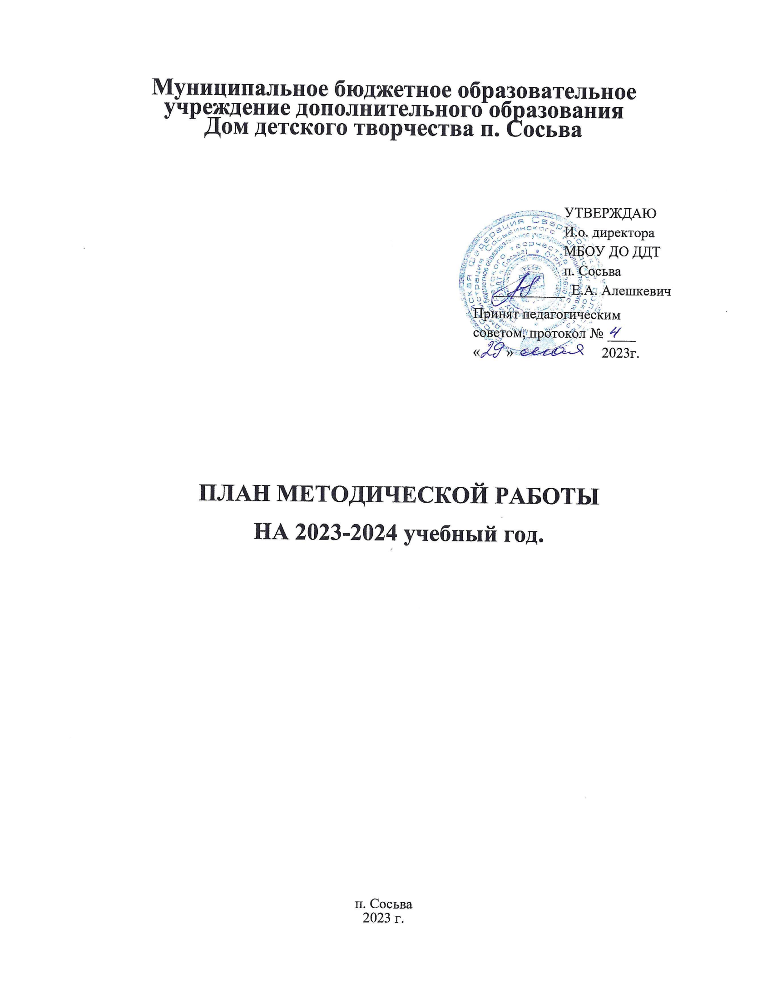 Муниципальное бюджетное образовательное
учреждение дополнительного образования
Дом детского творчества п. Сосьва
УТВЕРЖДАЮ
И.о. директора
МБОУ ДО ДДТ
п. Сосьва
Е.А. Алешкевич
Принят педагогическим
советом, протокол № 4
«29» мая 2023г.
ПЛАН МЕТОДИЧЕСКОЙ РАБОТЫ
НА 2023-2024 учебный год.
п. Сосьва
2023 г.